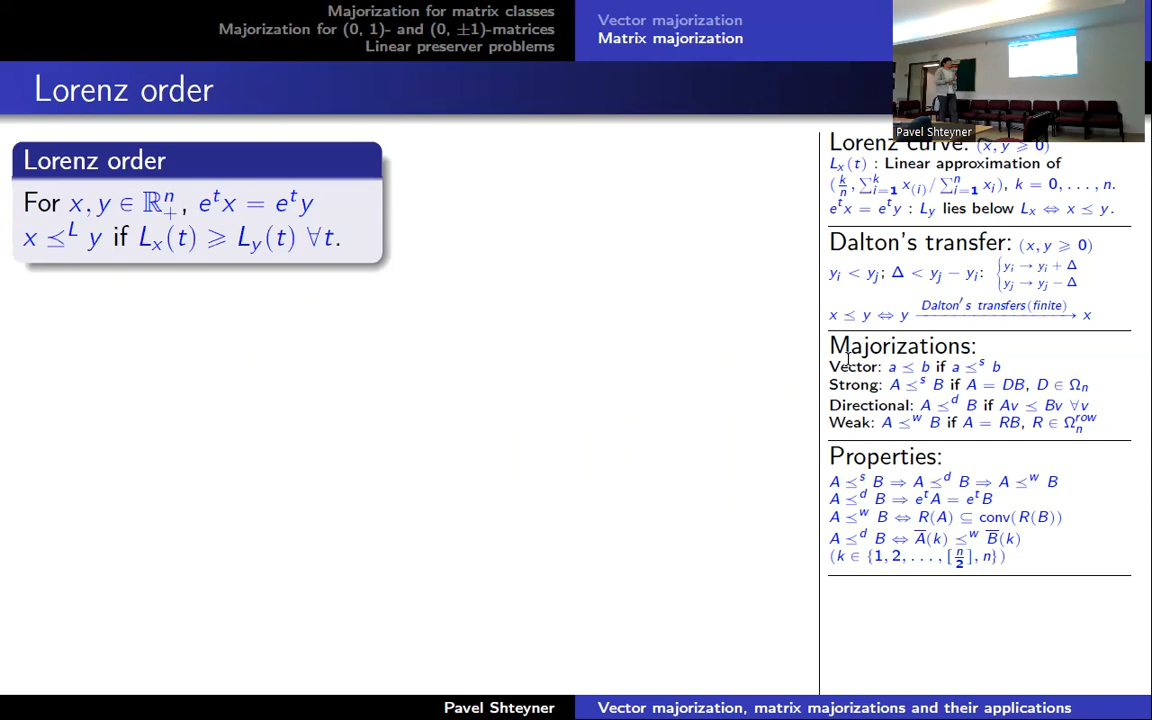 Majorization for matrix classes
Majorization for (0, 1)- and (0, ±1)-matrices
Linear preserver problems
Vector majorization
Matrix majorization
Lorenz order
Pavel Shteyner
Lorenz order
For x, y ∈ ℝⁿ₊, eᵗx = eᵗy
x ⪯ᴸ y if Lₓ(t) ⩾ L_y(t) ∀t.
Lorenz curve: (x, y ⩾ 0)
Lₓ(t) : Linear approximation of
(k/n, ∑ᵏᵢ₌₁ x₍ᵢ₎/∑ⁿᵢ₌₁ xᵢ), k = 0, . . . , n.
eᵗx = eᵗy : L_y lies below Lₓ ⇔ x ⪯ y.
Dalton's transfer: (x, y ⩾ 0)
yᵢ < yⱼ; Δ < yⱼ − yᵢ: { yᵢ → yᵢ + Δ
yⱼ → yⱼ − Δ
Dalton's transfers(finite)
x ⪯ y ⇔ y ⟶ x
Majorizations:
Vector: a ⪯ b if a ⪯ˢ b
Strong: A ⪯ˢ B if A = DB, D ∈ Ωₙ
Directional: A ⪯ᵈ B if Av ⪯ Bv ∀v
Weak: A ⪯ʷ B if A = RB, R ∈ Ωₙʳᵒʷ
Properties:
A ⪯ˢ B ⇒ A ⪯ᵈ B ⇒ A ⪯ʷ B
A ⪯ᵈ B ⇒ eᵗA = eᵗB
A ⪯ʷ B ⇔ R(A) ⊆ conv(R(B))
A ⪯ᵈ B ⇔ A̅(k) ⪯ʷ B̅(k)
(k ∈ {1, 2, . . . , [n/2], n})
Pavel Shteyner
Vector majorization, matrix majorizations and their applications